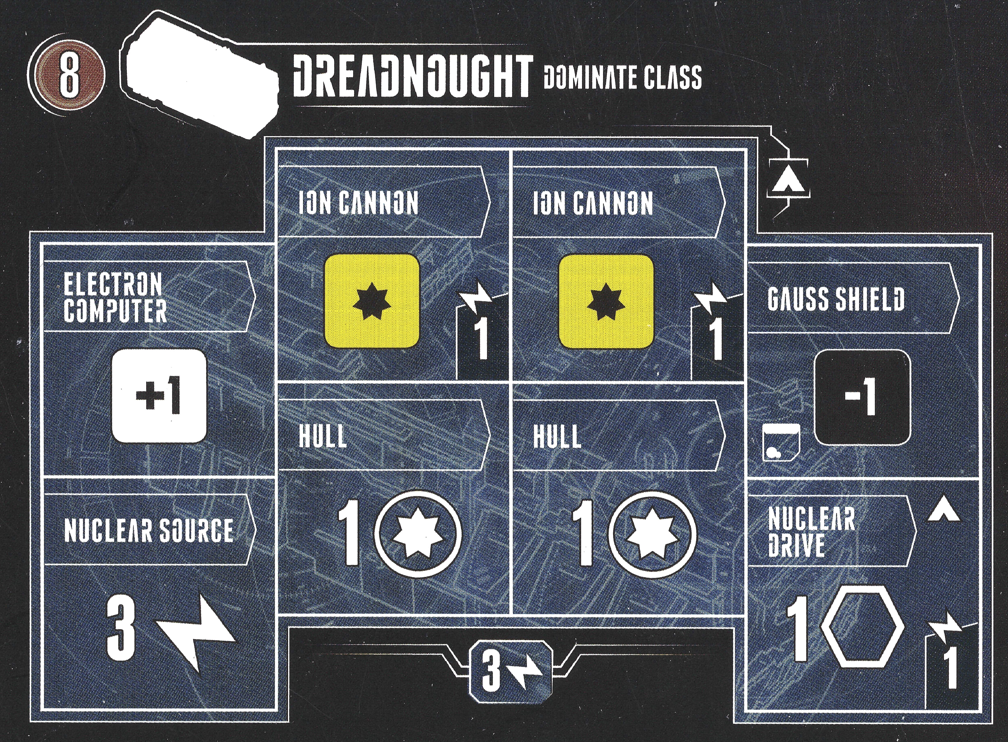 8
DREADNOUGHT DOMINATE CLASS
ION CANNON
1
ION CANNON
1
ELECTRON
COMPUTER
+1
GAUSS SHIELD
-1
HULL
1
HULL
1
NUCLEAR SOURCE
3
NUCLEAR
DRIVE
1
1
3